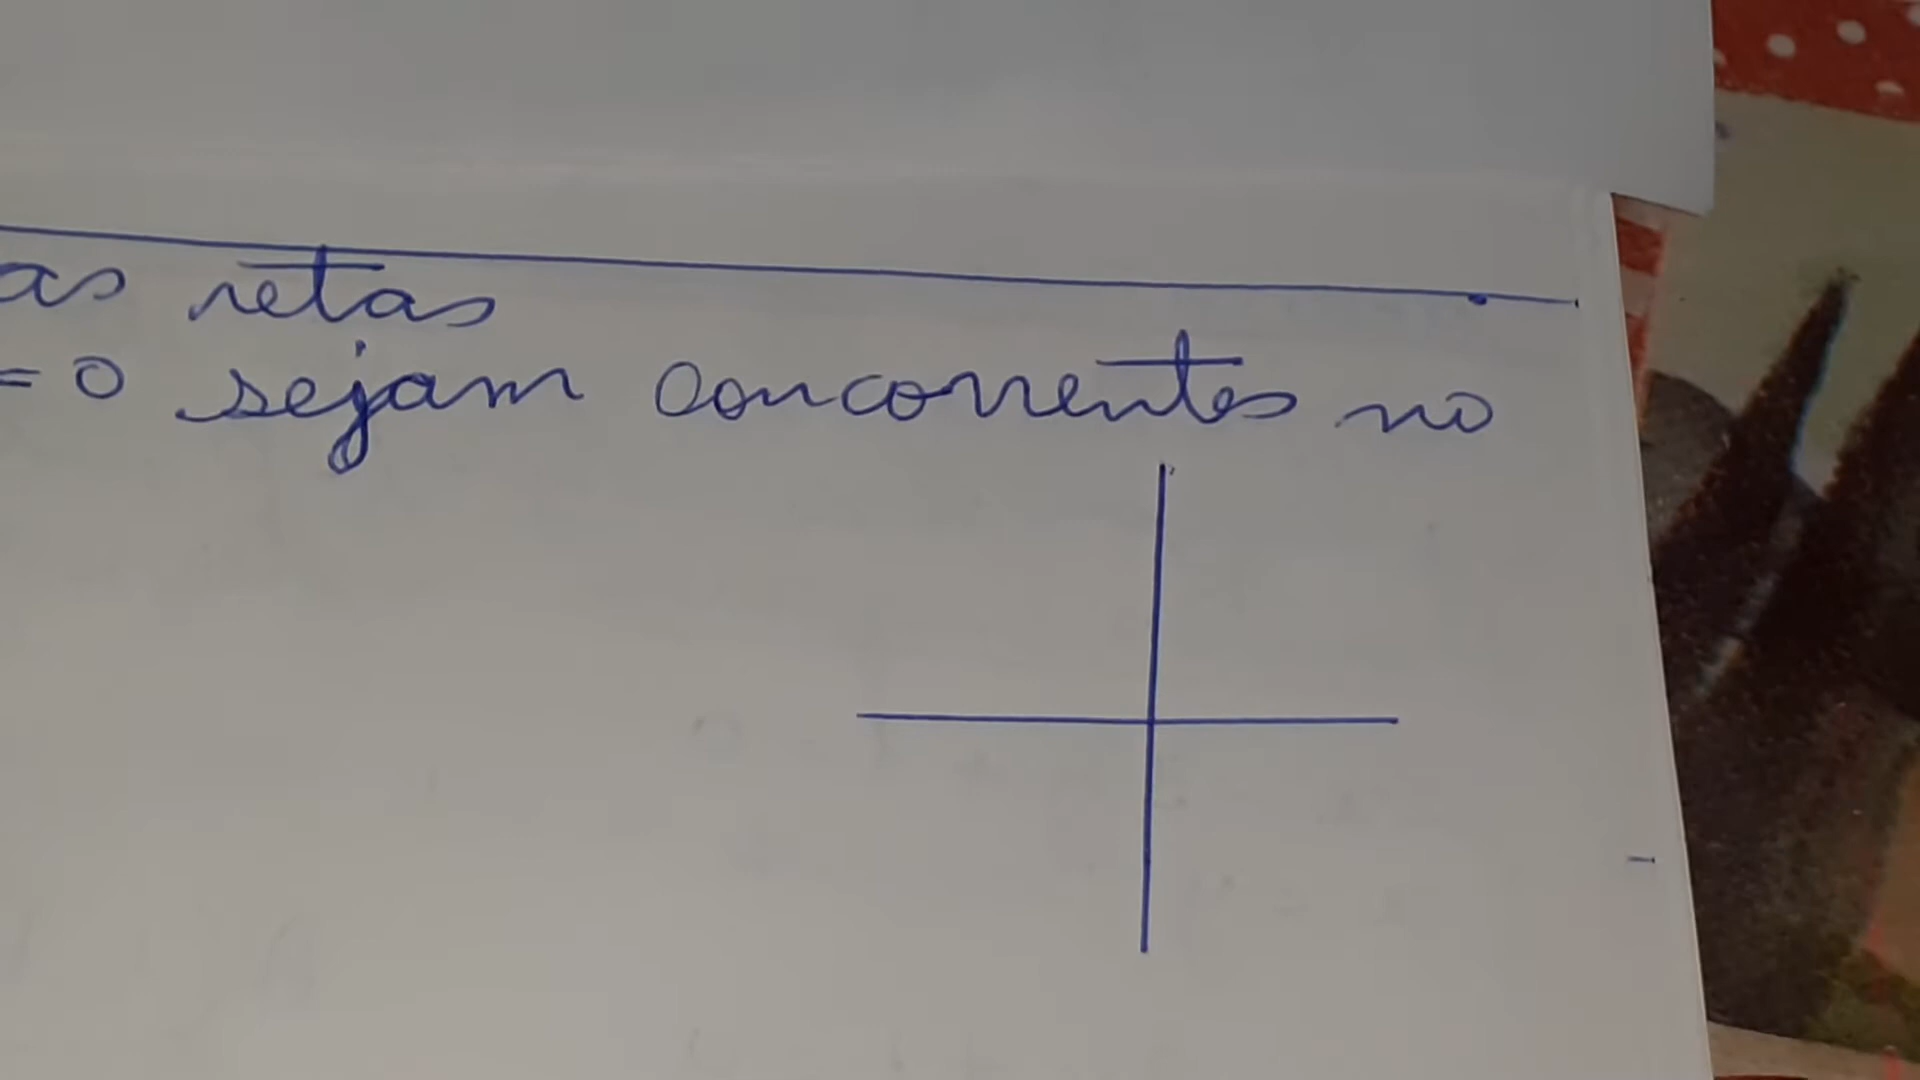 as retas
= 0 sejam concorrentes no